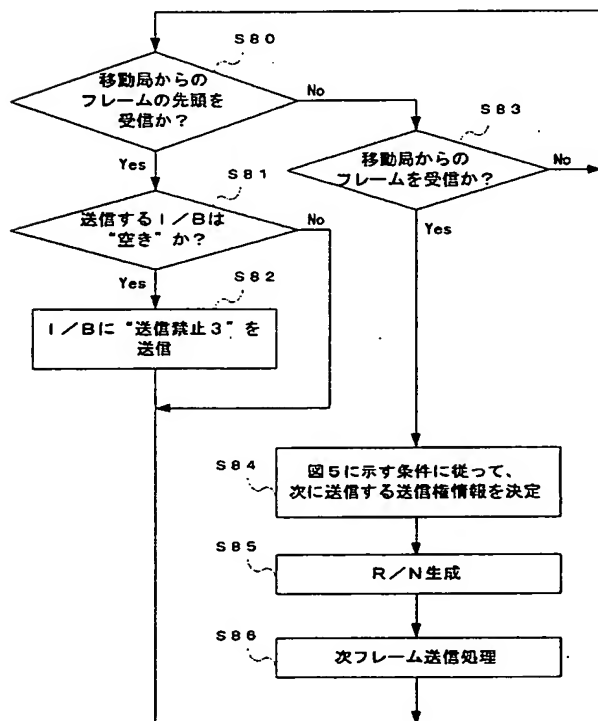 S80
移動局からの
フレームの先頭を
受信か？
No
Yes
S81
送信するI／Bは
“空き”か？
No
Yes
S82
I／Bに“送信禁止3”を
送信
S83
移動局からの
フレームを受信か？
No
Yes
S84
図5に示す条件に従って、
次に送信する送信権情報を決定
S85
R／N生成
S86
次フレーム送信処理